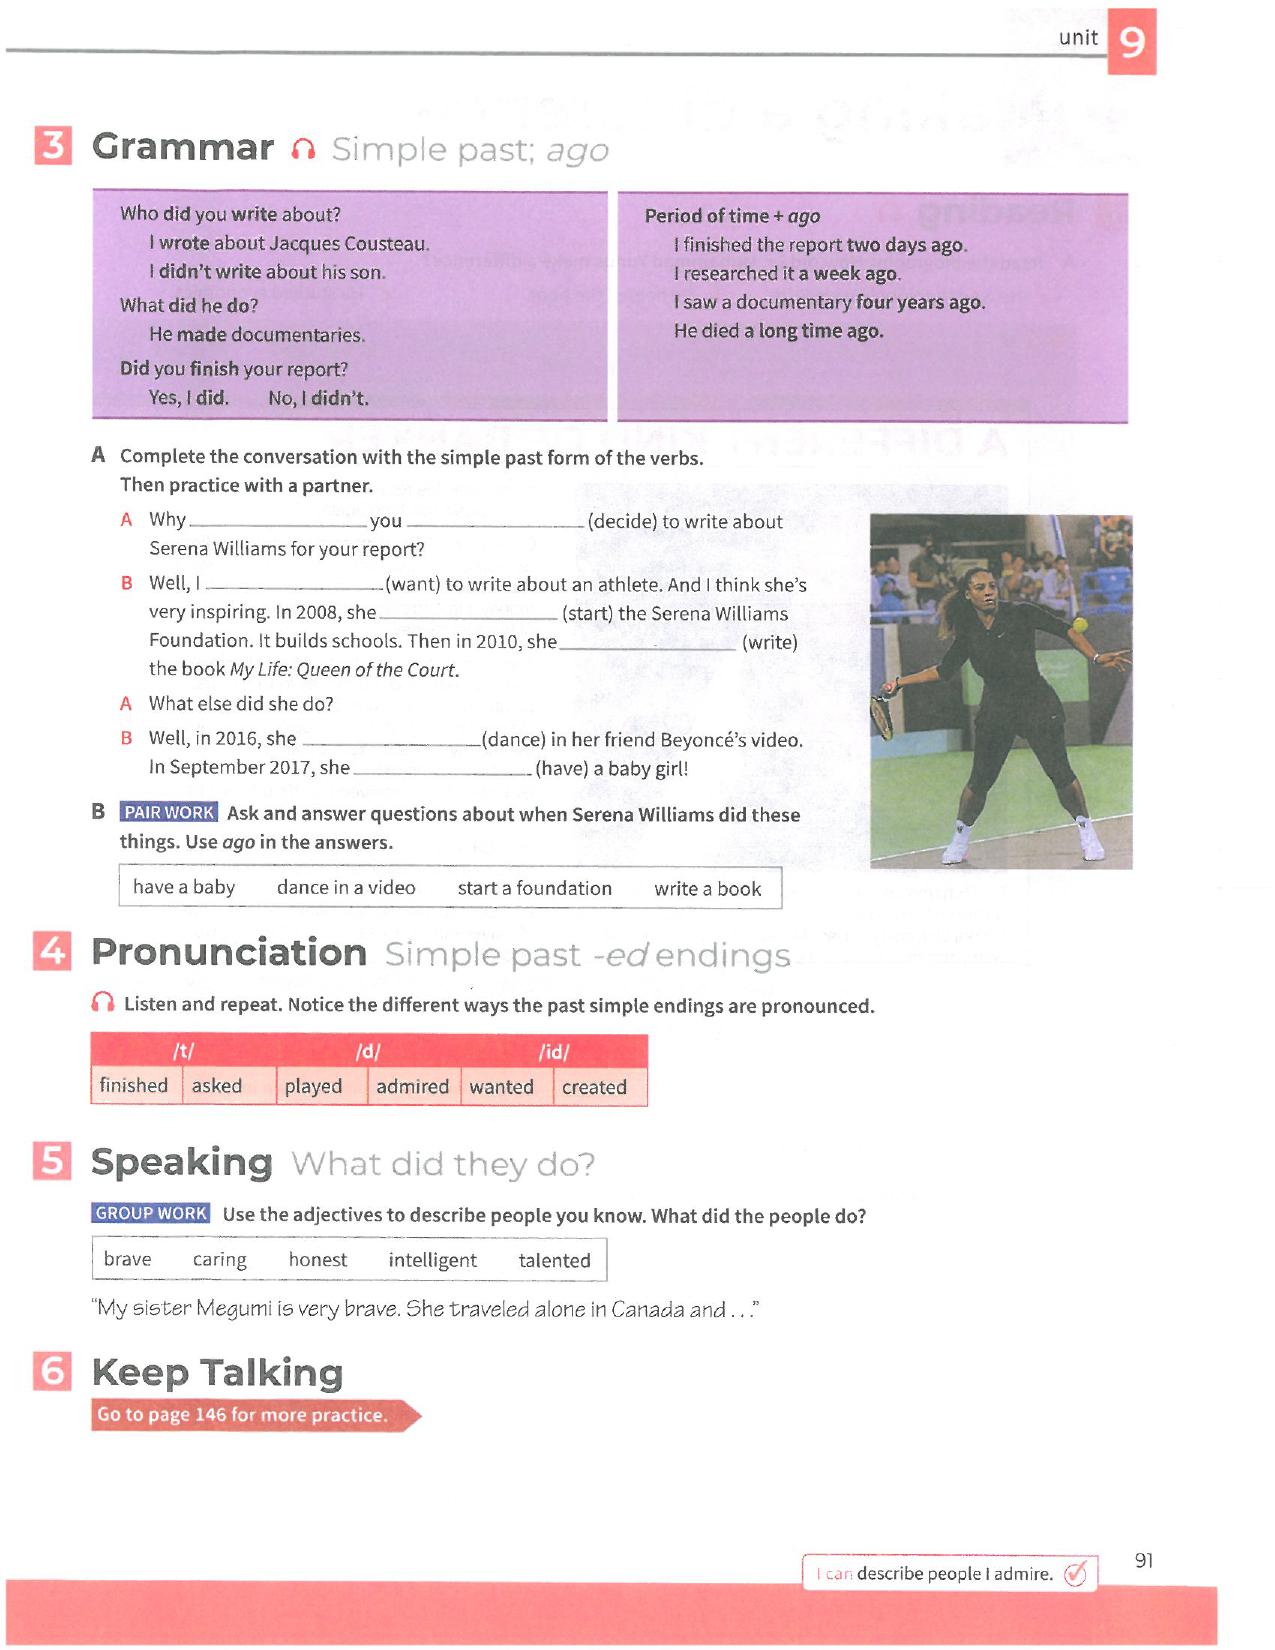 unit 9
3 Grammar Simple past; ago
Who did you write about?
I wrote about Jacques Cousteau.
I didn't write about his son.
What did he do?
He made documentaries.
Did you finish your report?
Yes, I did. No, I didn't.
Period of time + ago
I finished the report two days ago.
I researched it a week ago.
I saw a documentary four years ago.
He died a long time ago.
A Complete the conversation with the simple past form of the verbs.
Then practice with a partner.
A Why ________ you ________ (decide) to write about
Serena Williams for your report?
B Well, I ________ (want) to write about an athlete. And I think she's
very inspiring. In 2008, she ________ (start) the Serena Williams
Foundation. It builds schools. Then in 2010, she ________ (write)
the book My Life: Queen of the Court.
A What else did she do?
B Well, in 2016, she ________ (dance) in her friend Beyoncé's video.
In September 2017, she ________ (have) a baby girl!
B PAIR WORK Ask and answer questions about when Serena Williams did these
things. Use ago in the answers.
have a baby dance in a video start a foundation write a book
4 Pronunciation Simple past -ed endings
Listen and repeat. Notice the different ways the past simple endings are pronounced.
/t/ /d/ /id/
finished asked played admired wanted created
5 Speaking What did they do?
GROUP WORK Use the adjectives to describe people you know. What did the people do?
brave caring honest intelligent talented
"My sister Megumi is very brave. She traveled alone in Canada and . . ."
6 Keep Talking
Go to page 146 for more practice.
I can describe people I admire.
91